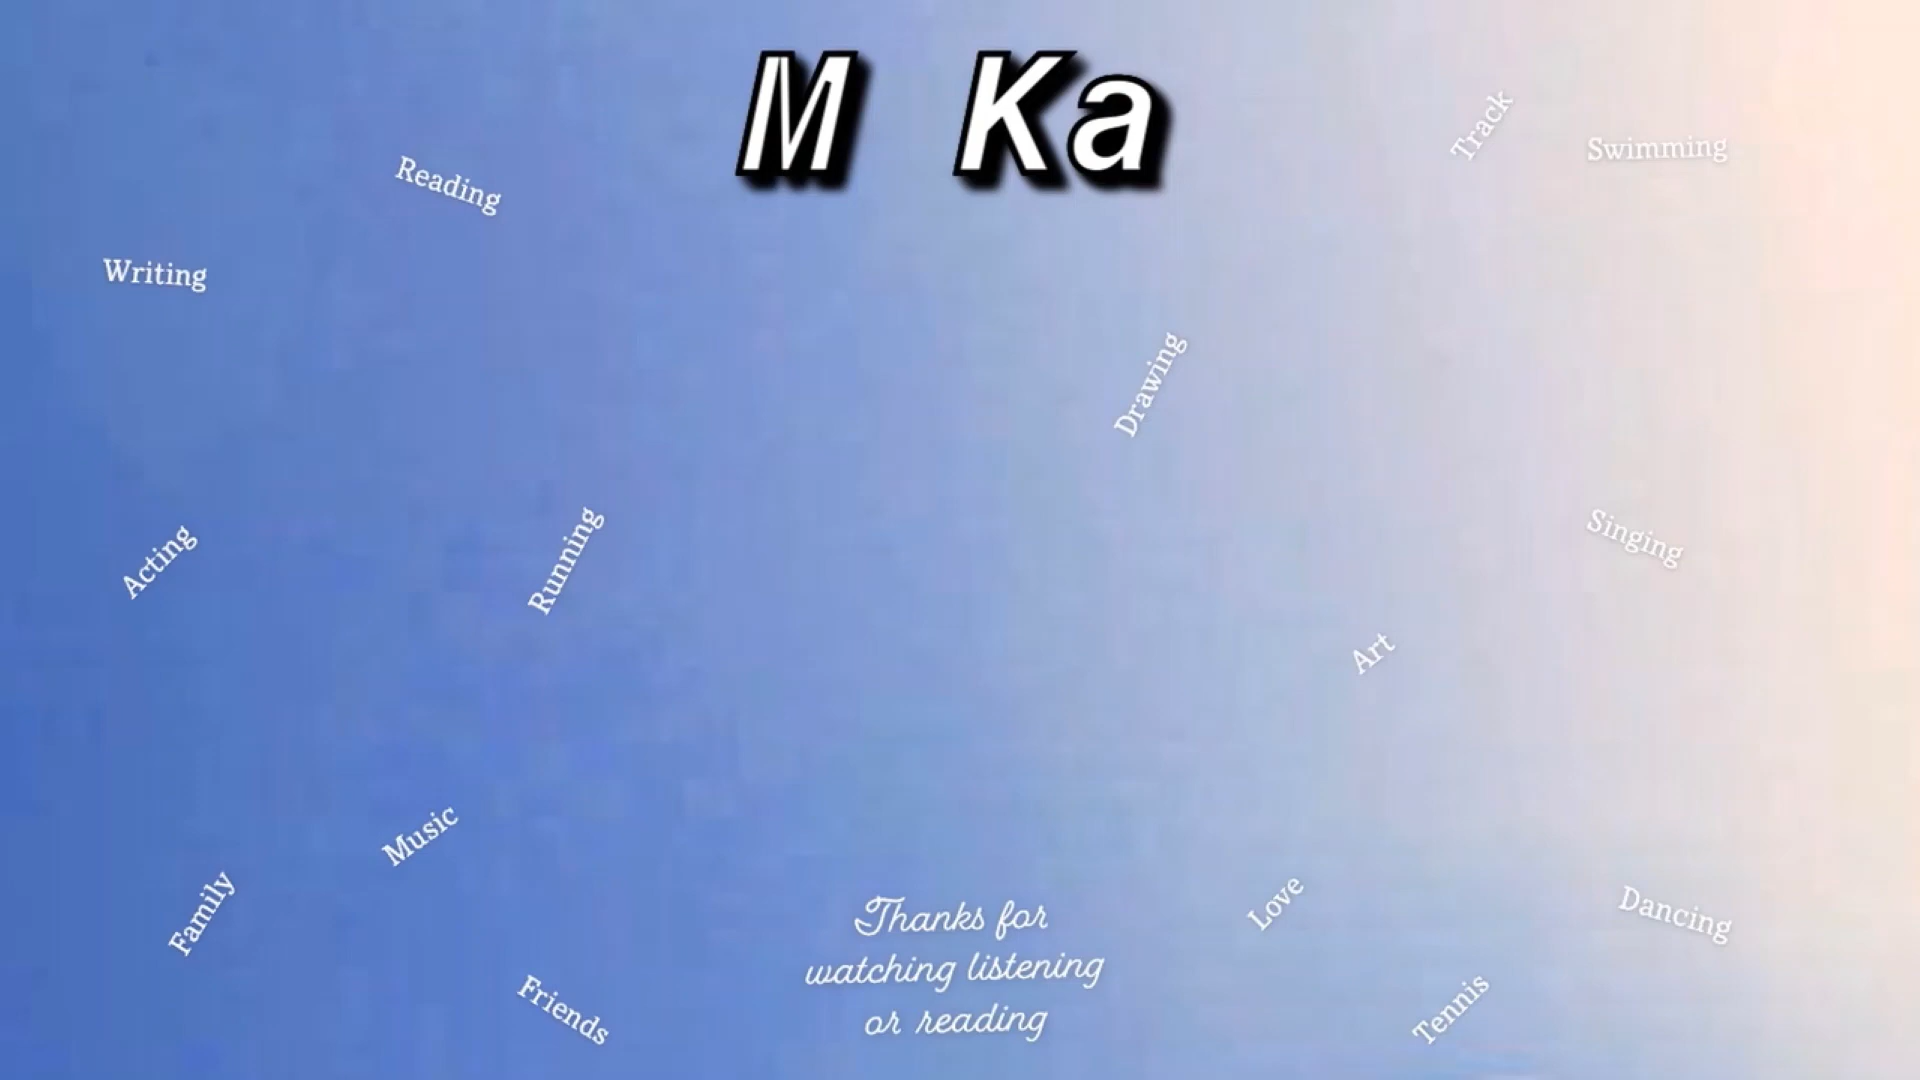 M Ka
Track
Swimming
Reading
Writing
Drawing
Acting
Running
Singing
Art
Music
Family
Love
Dancing
Thanks for
watching listening
or reading
Friends
Tennis